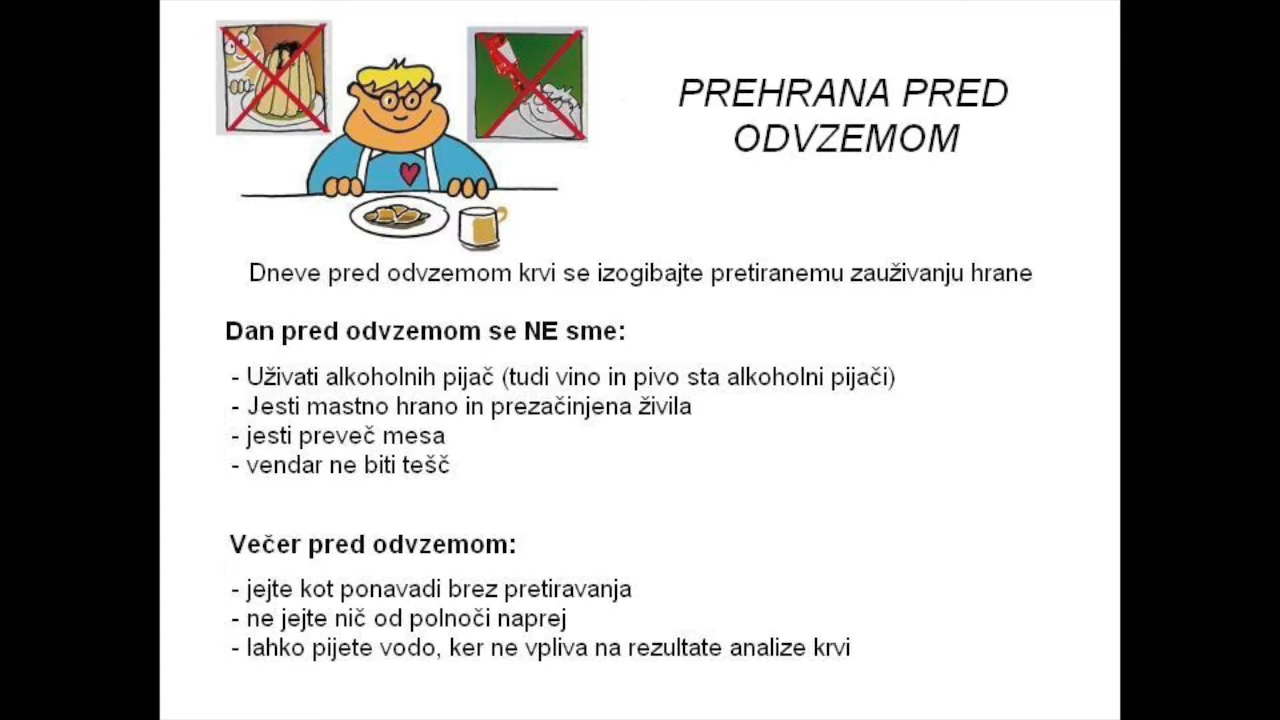 PREHRANA PRED
ODVZEMOM
Dneve pred odvzemom krvi se izogibajte pretiranemu zauživanju hrane
Dan pred odvzemom se NE sme:
- Uživati alkoholnih pijač (tudi vino in pivo sta alkoholni pijači)
- Jesti mastno hrano in prezačinjena živila
- jesti preveč mesa
- vendar ne biti tešč
Večer pred odvzemom:
- jejte kot ponavadi brez pretiravanja
- ne jejte nič od polnoči naprej
- lahko pijete vodo, ker ne vpliva na rezultate analize krvi